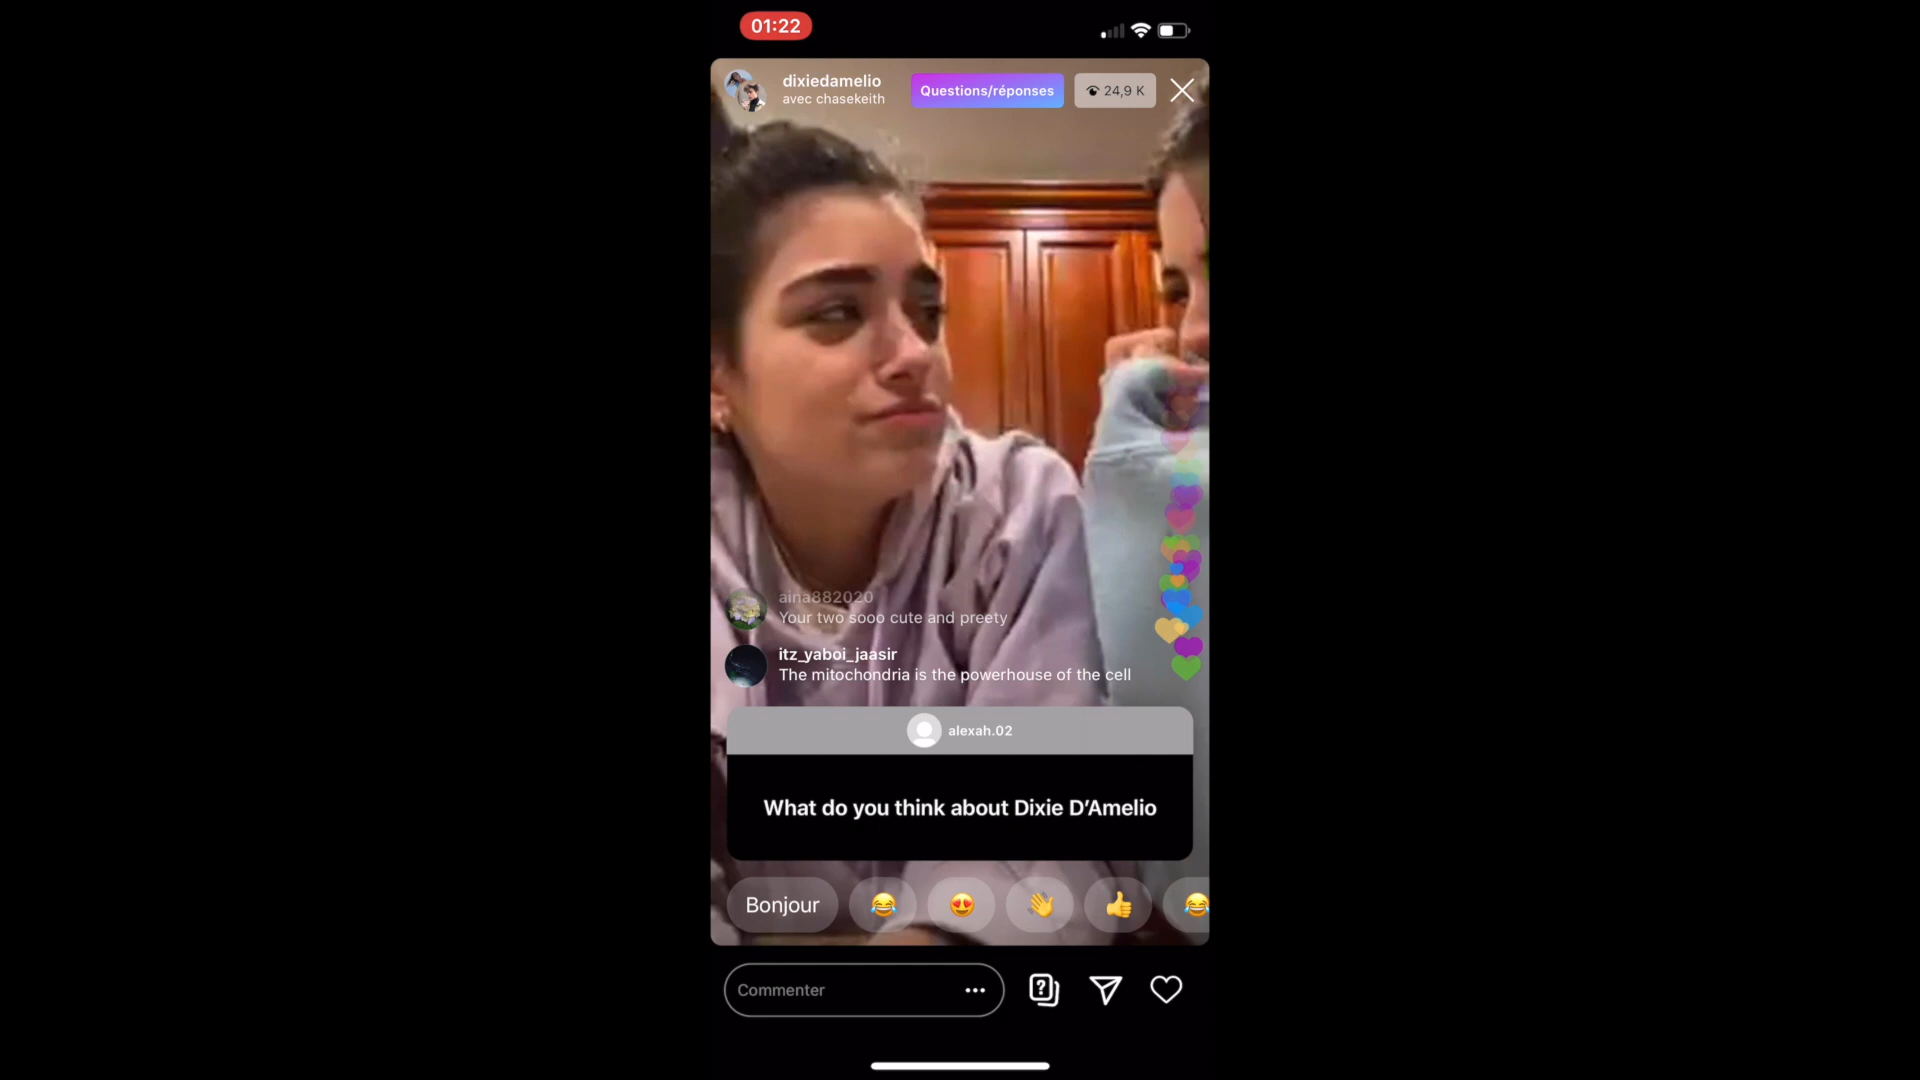 01:22
dixiedamelio
avec chasekeith
Questions/réponses
24,9 K
aina882020
Your two sooo cute and preety
itz_yaboi_jaasir
The mitochondria is the powerhouse of the cell
alexah.02
What do you think about Dixie D’Amelio
Bonjour
Commenter